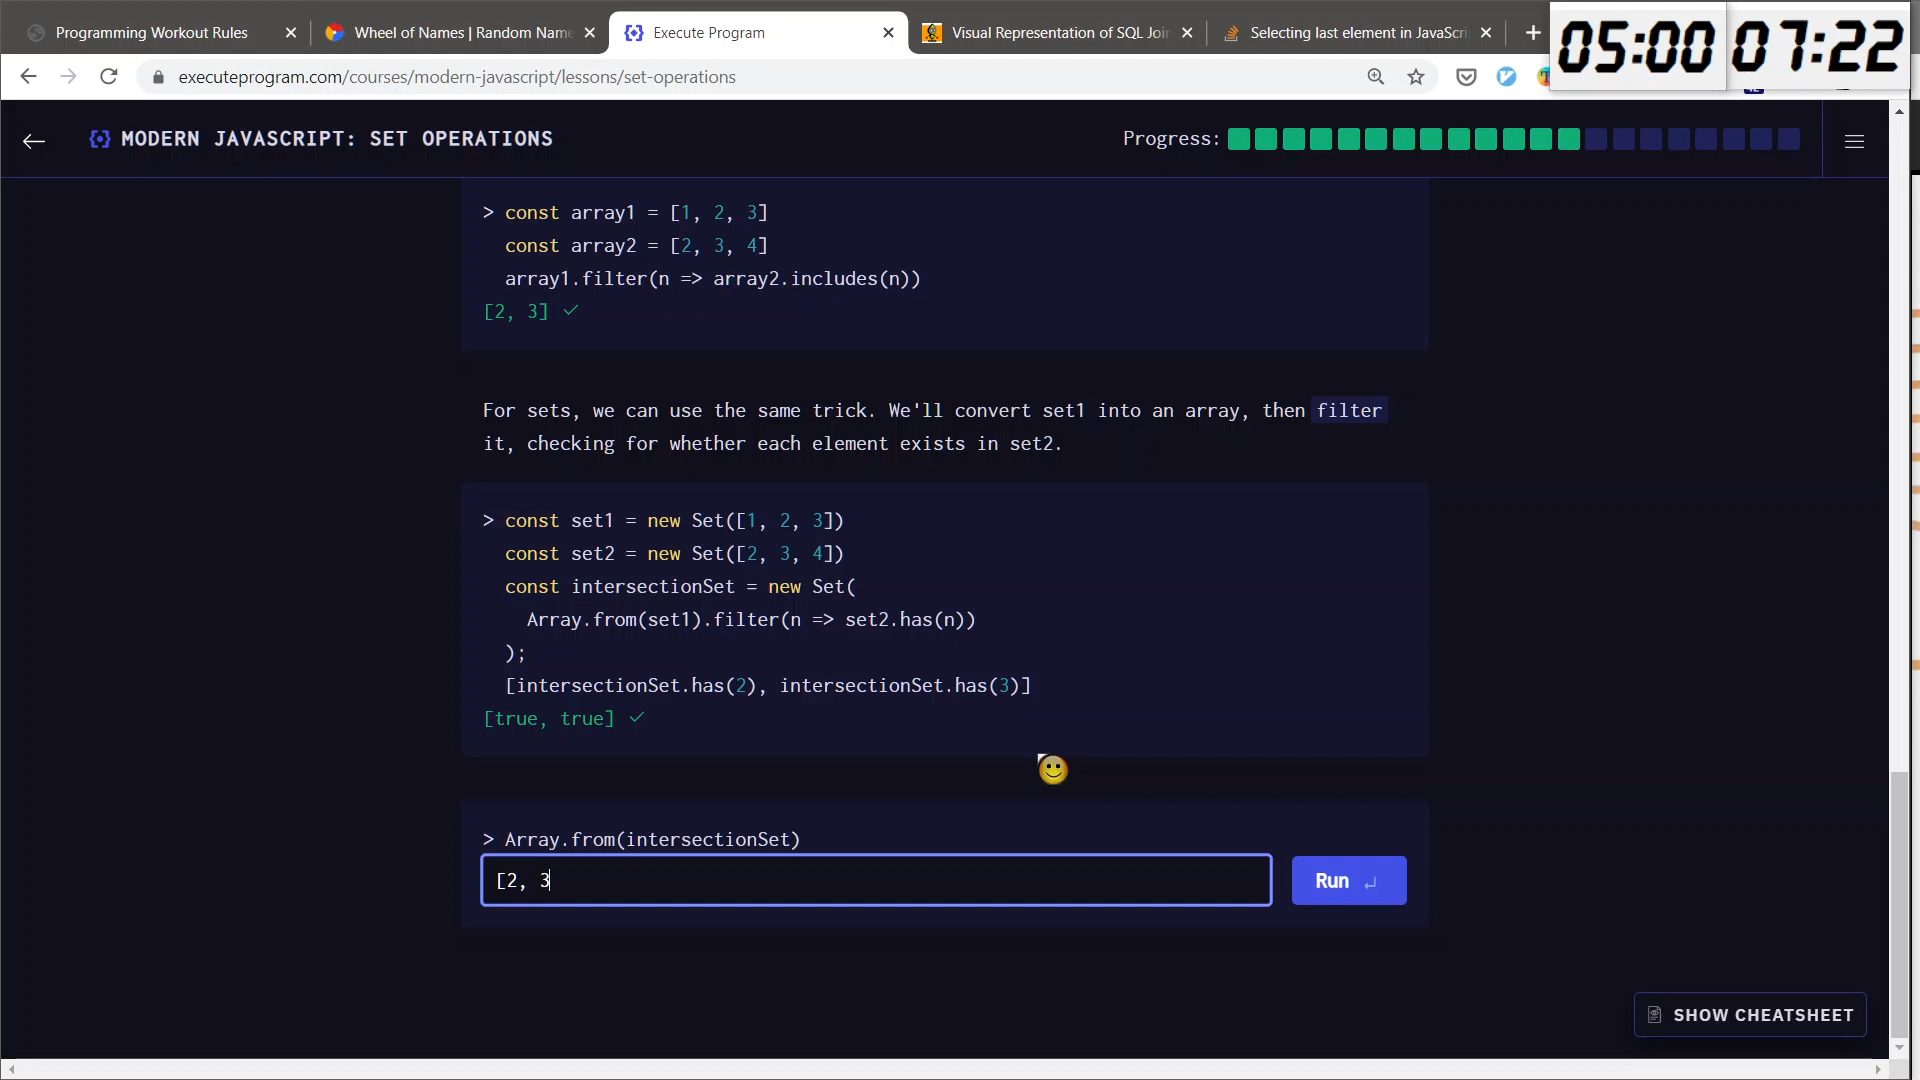 Programming Workout Rules
Wheel of Names | Random Name
Execute Program
Visual Representation of SQL Joi
Selecting last element in JavaScri
05:00 07:22
executeprogram.com/courses/modern-javascript/lessons/set-operations
MODERN JAVASCRIPT: SET OPERATIONS
Progress:
> const array1 = [1, 2, 3]
const array2 = [2, 3, 4]
array1.filter(n => array2.includes(n))
[2, 3] ✓
For sets, we can use the same trick. We'll convert set1 into an array, then filter
it, checking for whether each element exists in set2.
> const set1 = new Set([1, 2, 3])
const set2 = new Set([2, 3, 4])
const intersectionSet = new Set(
Array.from(set1).filter(n => set2.has(n))
);
[intersectionSet.has(2), intersectionSet.has(3)]
[true, true] ✓
> Array.from(intersectionSet)
[2, 3
Run
SHOW CHEATSHEET